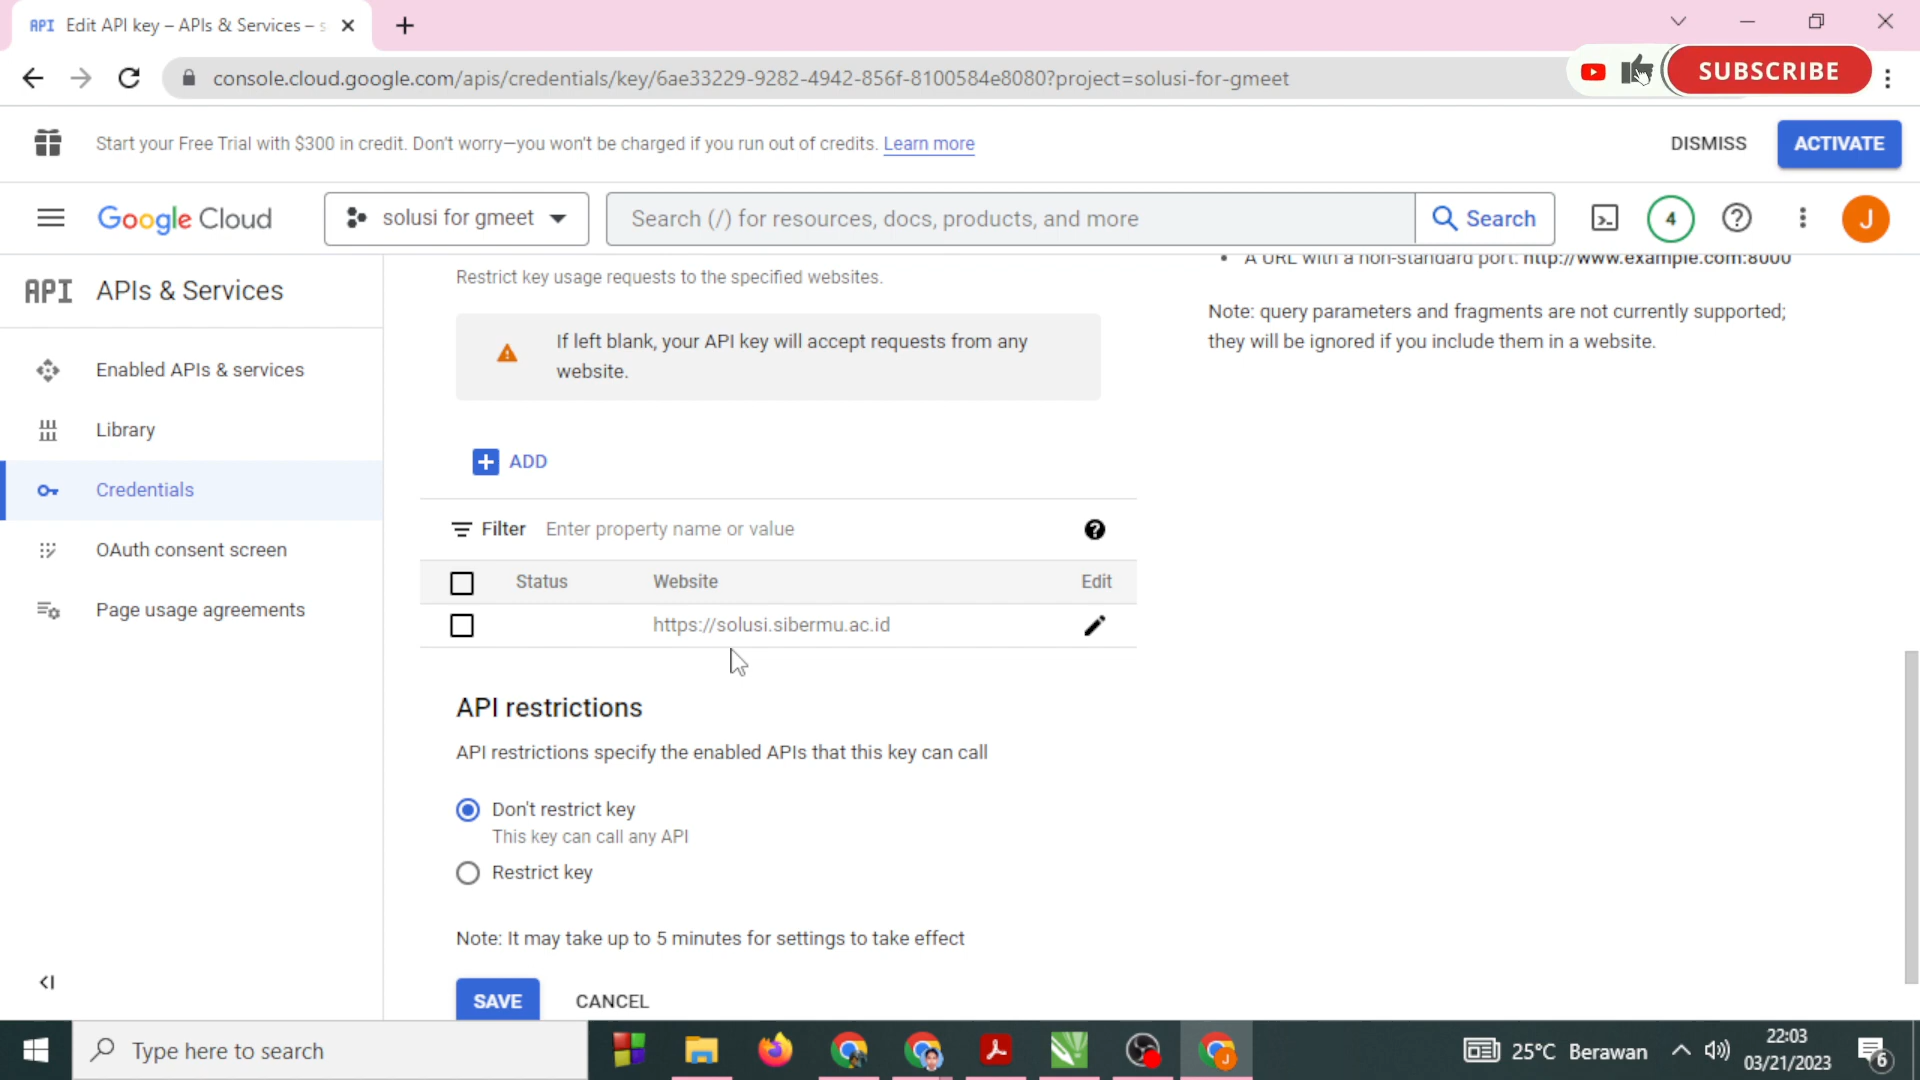 API Edit API key – APIs & Services – s
console.cloud.google.com/apis/credentials/key/6ae33229-9282-4942-856f-8100584e8080?project=solusi-for-gmeet
SUBSCRIBE
Start your Free Trial with $300 in credit. Don't worry—you won't be charged if you run out of credits. Learn more
DISMISS
ACTIVATE
Google Cloud
solusi for gmeet
Search (/) for resources, docs, products, and more
Search
4
J
API APIs & Services
Enabled APIs & services
Library
Credentials
OAuth consent screen
Page usage agreements
Restrict key usage requests to the specified websites.
If left blank, your API key will accept requests from any
website.
ADD
Filter Enter property name or value
Status Website Edit
https://solusi.sibermu.ac.id
API restrictions
API restrictions specify the enabled APIs that this key can call
Don't restrict key
This key can call any API
Restrict key
Note: It may take up to 5 minutes for settings to take effect
SAVE CANCEL
• A URL with a non-standard port: http://www.example.com:8000
Note: query parameters and fragments are not currently supported;
they will be ignored if you include them in a website.
Type here to search
J
25°C Berawan
22:03
03/21/2023
6